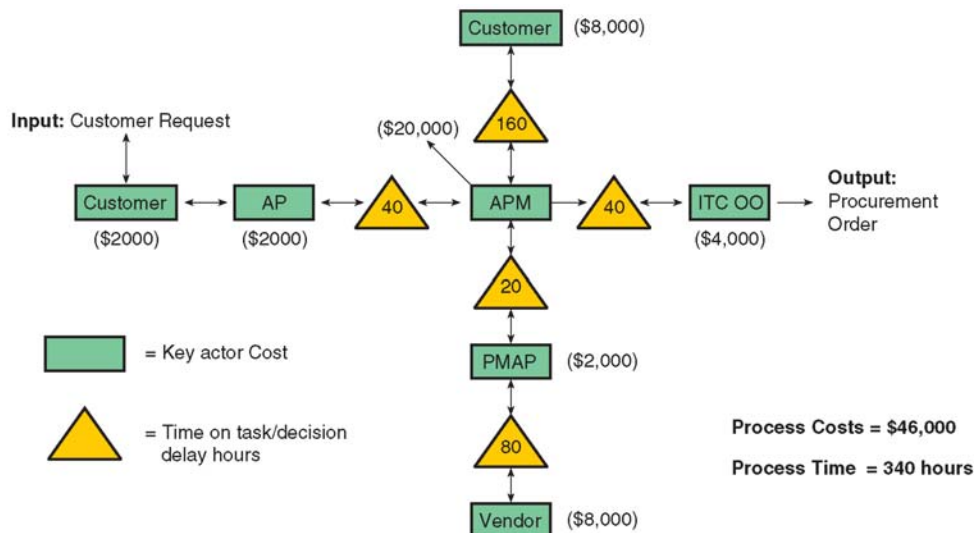 Customer ($8,000)
160
($20,000)
Input: Customer Request
Customer
AP
40
APM
40
ITC OO
Output:
Procurement
Order
($2000)
($2000)
($4,000)
20
= Key actor Cost
PMAP ($2,000)
= Time on task/decision
delay hours
80
Process Costs = $46,000
Process Time = 340 hours
Vendor ($8,000)